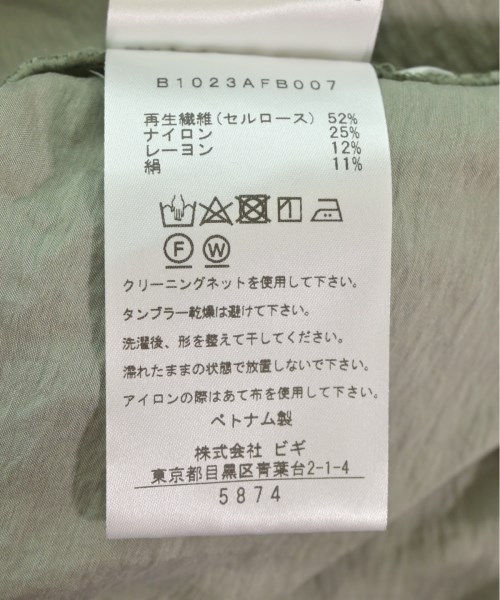 B1023AFB007
再生繊維(セルロース) 52%
ナイロン 25%
レーヨン 12%
絹 11%
F W
クリーニングネットを使用して下さい。
タンブラー乾燥は避けて下さい。
洗濯後、形を整えて干してください。
濡れたままの状態で放置しないで下さい。
アイロンの際はあて布を使用して下さい。
ベトナム製
株式会社 ビギ
東京都目黒区青葉台2-1-4
5874